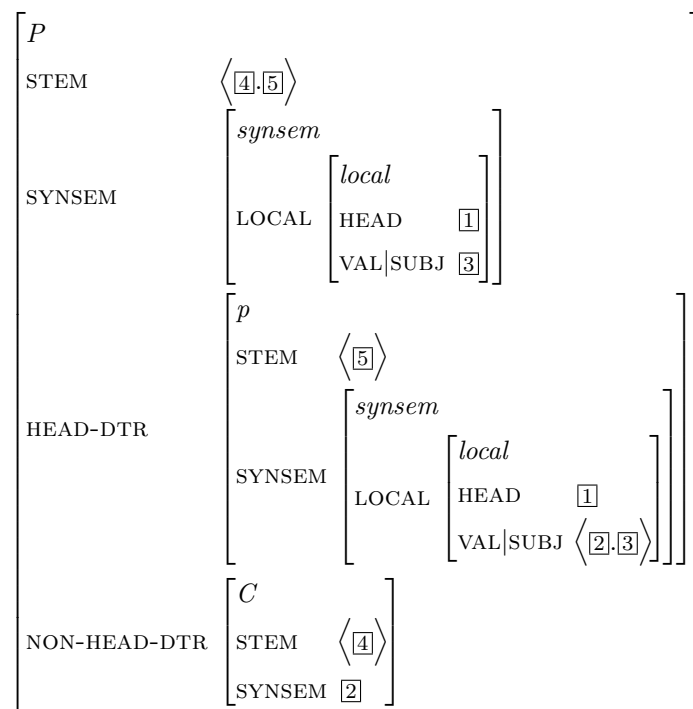 P
STEM ⟨[4].[5]⟩
synsem
local
SYNSEM
LOCAL
HEAD [1]
VAL|SUBJ [3]
p
STEM ⟨[5]⟩
synsem
HEAD-DTR
local
SYNSEM
LOCAL
HEAD [1]
VAL|SUBJ ⟨[2].[3]⟩
C
NON-HEAD-DTR STEM ⟨[4]⟩
SYNSEM [2]